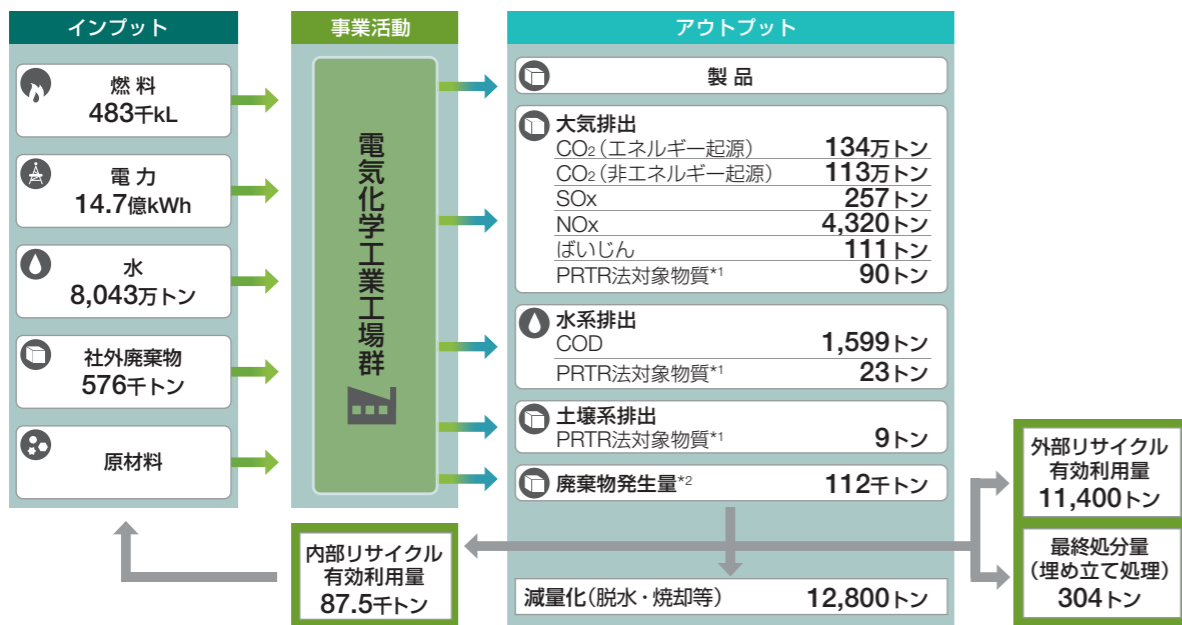 インプット
燃料
483千kL
電力
14.7億kWh
水
8,043万トン
社外廃棄物
576千トン
原材料
事業活動
電気化学工業工場群
アウトプット
製品
大気排出
CO₂(エネルギー起源) 134万トン
CO₂(非エネルギー起源) 113万トン
SOx 257トン
NOx 4,320トン
ばいじん 111トン
PRTR法対象物質*1 90トン
水系排出
COD 1,599トン
PRTR法対象物質*1 23トン
土壌系排出
PRTR法対象物質*1 9トン
廃棄物発生量*2 112千トン
内部リサイクル
有効利用量
87.5千トン
減量化(脱水・焼却等) 12,800トン
外部リサイクル
有効利用量
11,400トン
最終処分量
(埋め立て処理)
304トン